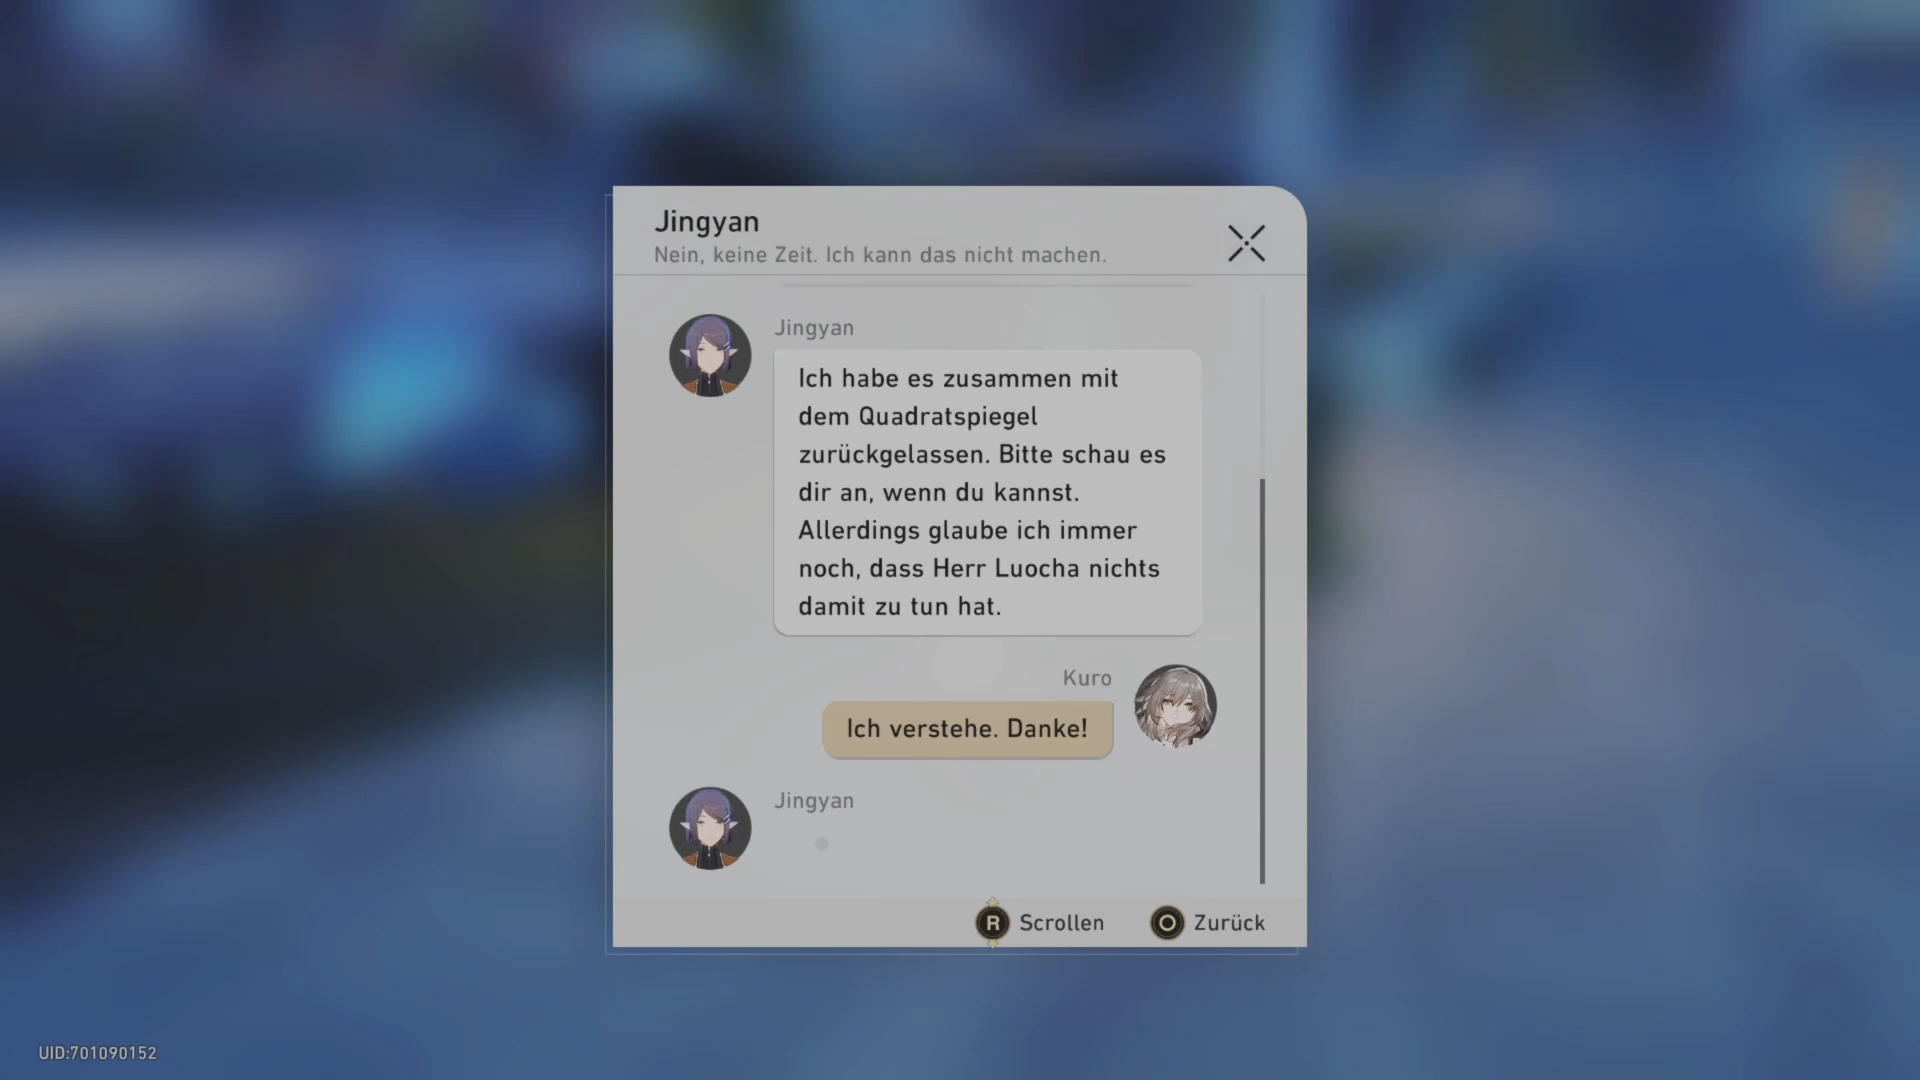 Jingyan
Nein, keine Zeit. Ich kann das nicht machen.
Jingyan
Ich habe es zusammen mit
dem Quadratspiegel
zurückgelassen. Bitte schau es
dir an, wenn du kannst.
Allerdings glaube ich immer
noch, dass Herr Luocha nichts
damit zu tun hat.
Kuro
Ich verstehe. Danke!
Jingyan
R Scrollen
Zurück
UID:701090152